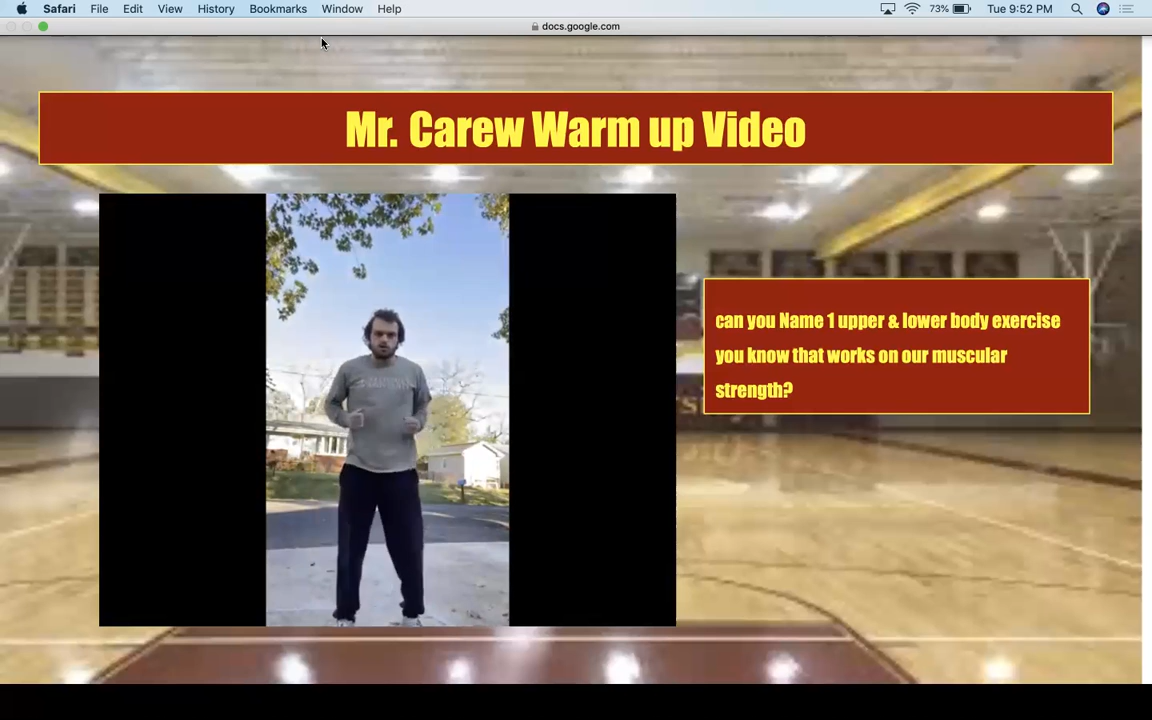 Safari File Edit View History Bookmarks Window Help 73% Tue 9:52 PM
docs.google.com
Mr. Carew Warm up Video
can you Name 1 upper & lower body exercise
you know that works on our muscular
strength?